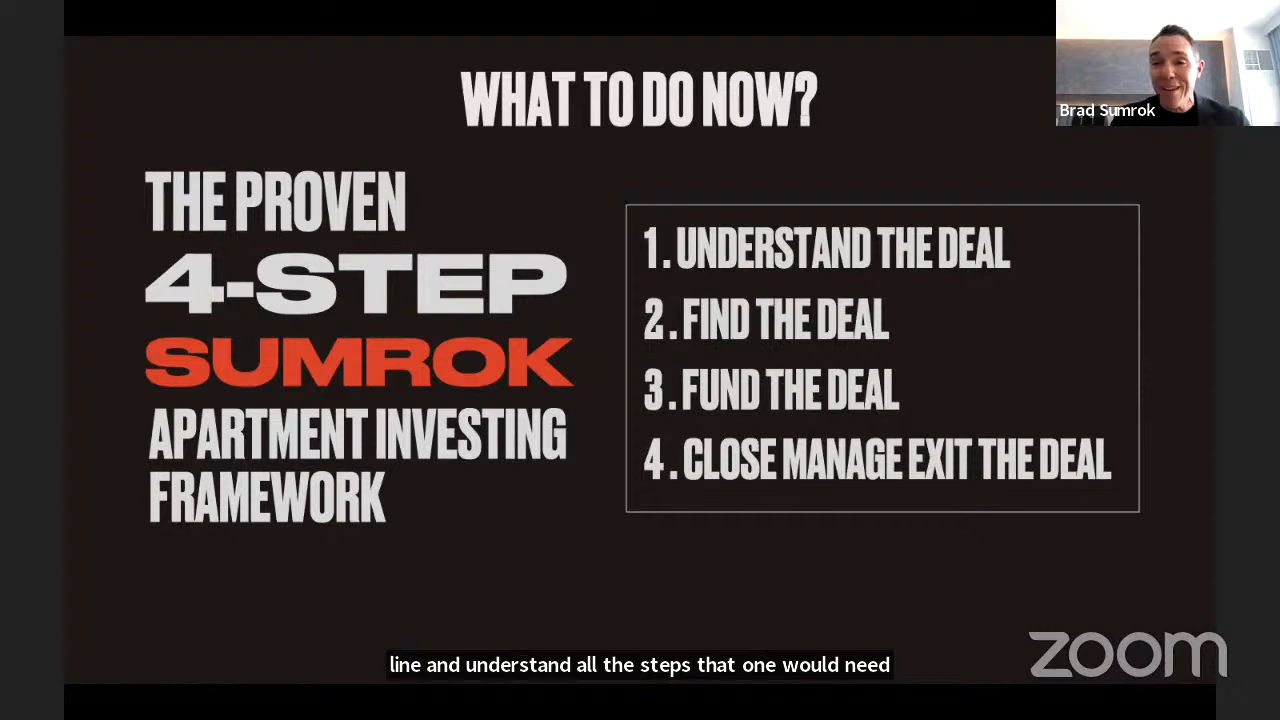 WHAT TO DO NOW?
Brad Sumrok
THE PROVEN
4-STEP
SUMROK
APARTMENT INVESTING
FRAMEWORK
1. UNDERSTAND THE DEAL
2. FIND THE DEAL
3. FUND THE DEAL
4. CLOSE MANAGE EXIT THE DEAL
line and understand all the steps that one would need
zoom